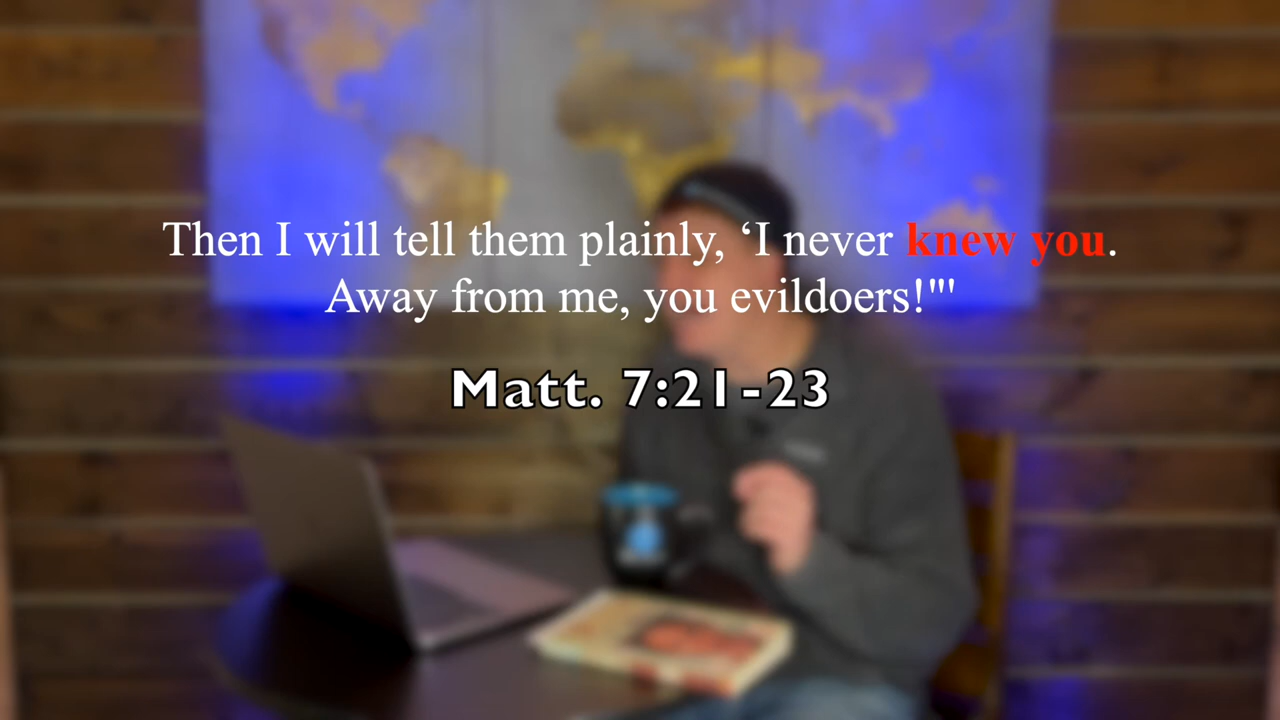 Then I will tell them plainly, ‘I never knew you.
Away from me, you evildoers!"'
Matt. 7:21-23